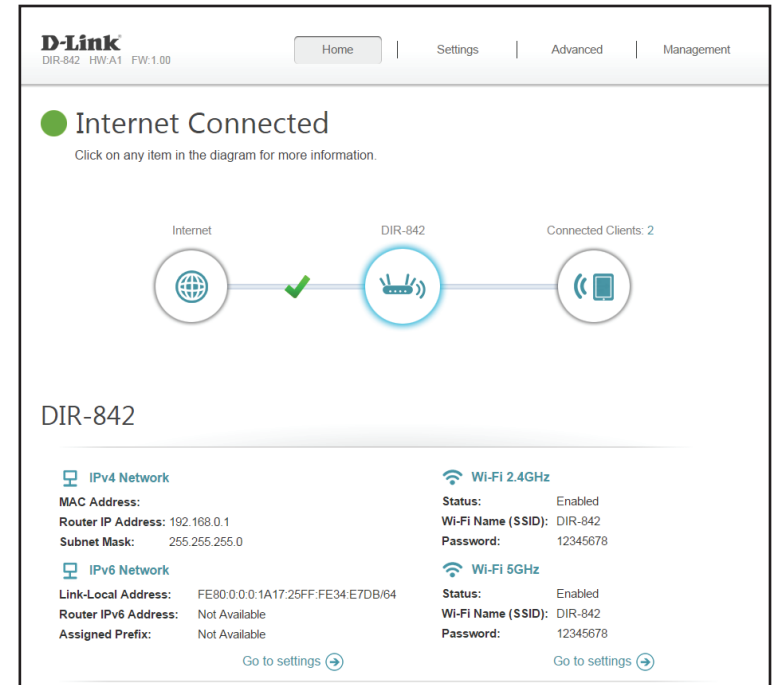 D-Link
DIR-842 HW:A1 FW:1.00
Home
Settings
Advanced
Management
Internet Connected
Click on any item in the diagram for more information.
Internet
DIR-842
Connected Clients: 2
DIR-842
IPv4 Network
MAC Address:
Router IP Address: 192.168.0.1
Subnet Mask: 255.255.255.0
IPv6 Network
Link-Local Address: FE80:0:0:0:1A17:25FF:FE34:E7DB/64
Router IPv6 Address: Not Available
Assigned Prefix: Not Available
Go to settings
Wi-Fi 2.4GHz
Status: Enabled
Wi-Fi Name (SSID): DIR-842
Password: 12345678
Wi-Fi 5GHz
Status: Enabled
Wi-Fi Name (SSID): DIR-842
Password: 12345678
Go to settings